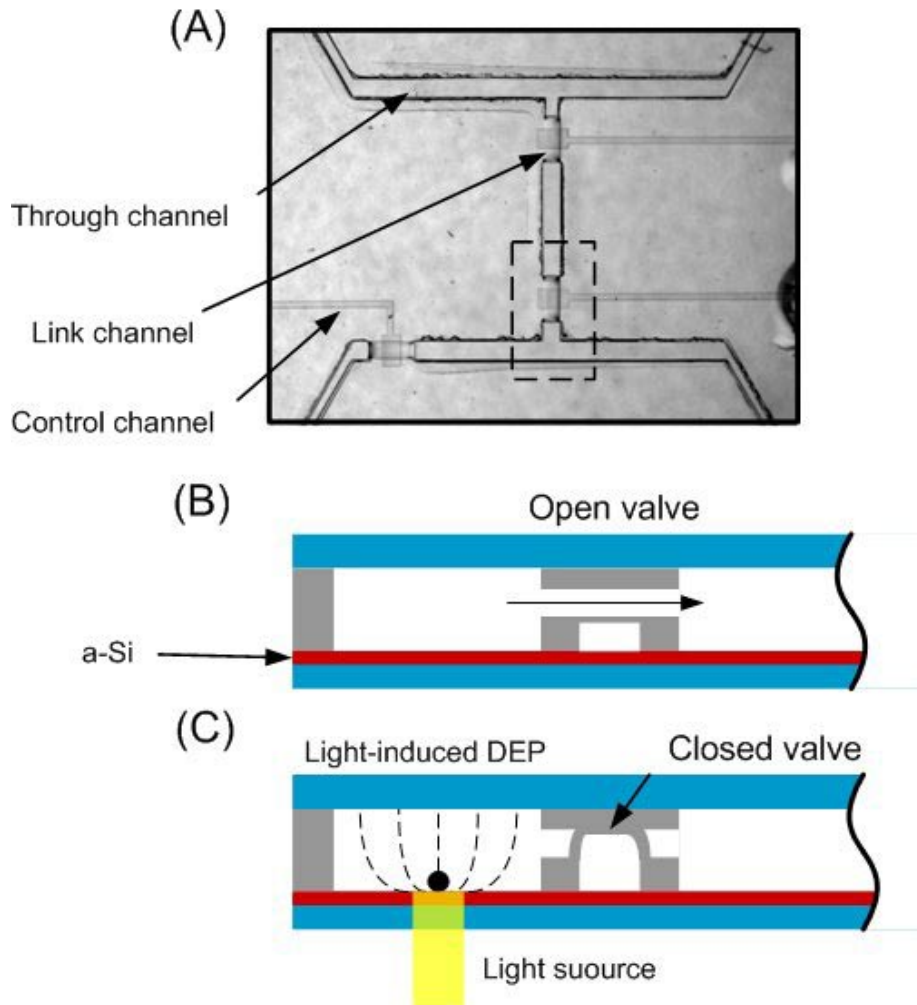 (A)
Through channel
Link channel
Control channel
(B)
Open valve
a-Si
(C)
Light-induced DEP
Closed valve
Light suource